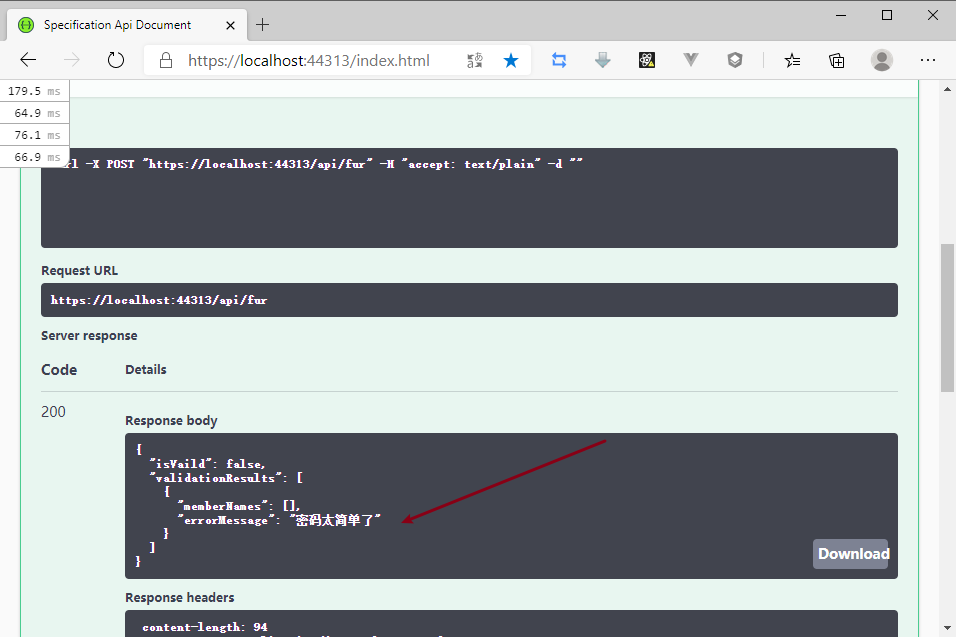 Specification Api Document
https://localhost:44313/index.html
179.5 ms
64.9 ms
76.1 ms
66.9 ms
rl -X POST "https://localhost:44313/api/fur" -H "accept: text/plain" -d ""
Request URL
https://localhost:44313/api/fur
Server response
Code Details
200
Response body
{
"isVaild": false,
"validationResults": [
{
"memberNames": [],
"errorMessage": "密码太简单了"
}
]
}
Download
Response headers
content-length: 94